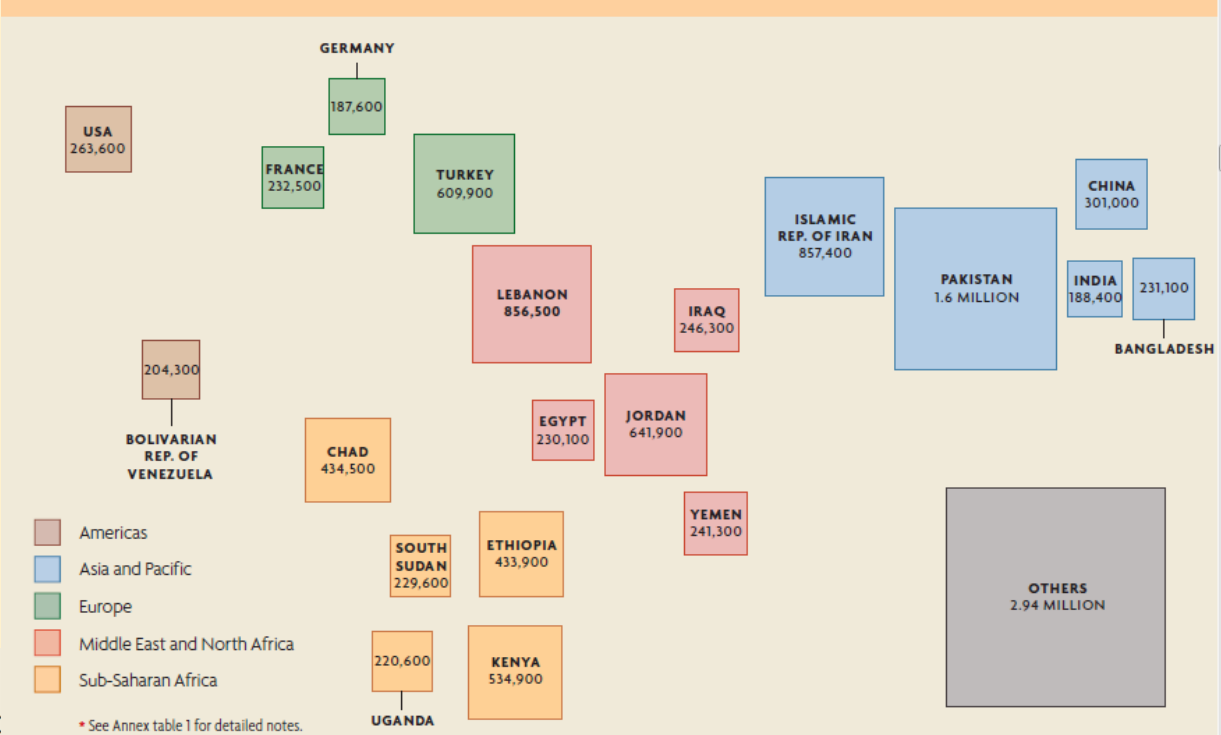 GERMANY
187,600
USA
263,600
FRANCE
232,500
TURKEY
609,900
CHINA
301,000
ISLAMIC
REP. OF IRAN
857,400
PAKISTAN
1.6 MILLION
INDIA
188,400
231,100
BANGLADESH
LEBANON
856,500
IRAQ
246,300
204,300
BOLIVARIAN
REP. OF
VENEZUELA
EGYPT
230,100
JORDAN
641,900
CHAD
434,500
YEMEN
241,300
SOUTH
SUDAN
229,600
ETHIOPIA
433,900
OTHERS
2.94 MILLION
220,600
UGANDA
KENYA
534,900
Americas
Asia and Pacific
Europe
Middle East and North Africa
Sub-Saharan Africa
* See Annex table 1 for detailed notes.